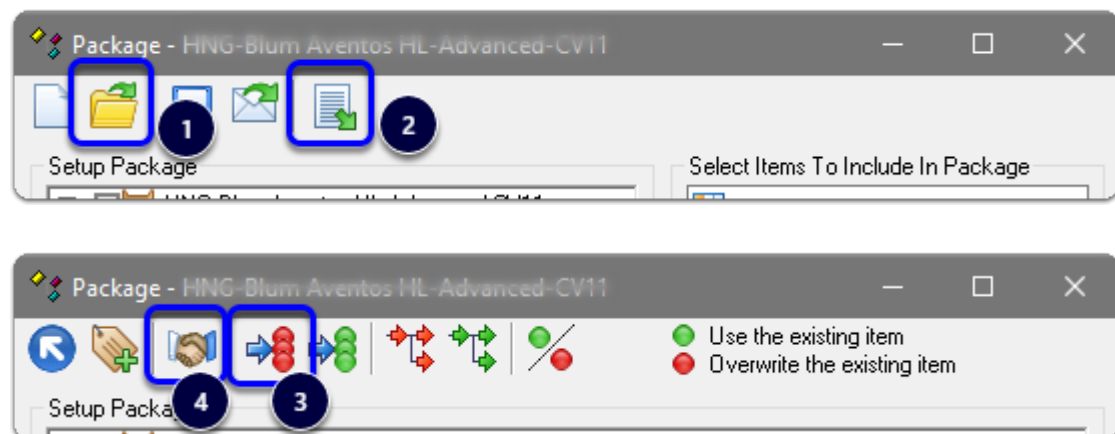 Package - HNG-Blum Aventos HL-Advanced-CV11
1
2
Setup Package
Select Items To Include In Package
Package - HNG-Blum Aventos HL-Advanced-CV11
Use the existing item
Overwrite the existing item
4
3
Setup Packa